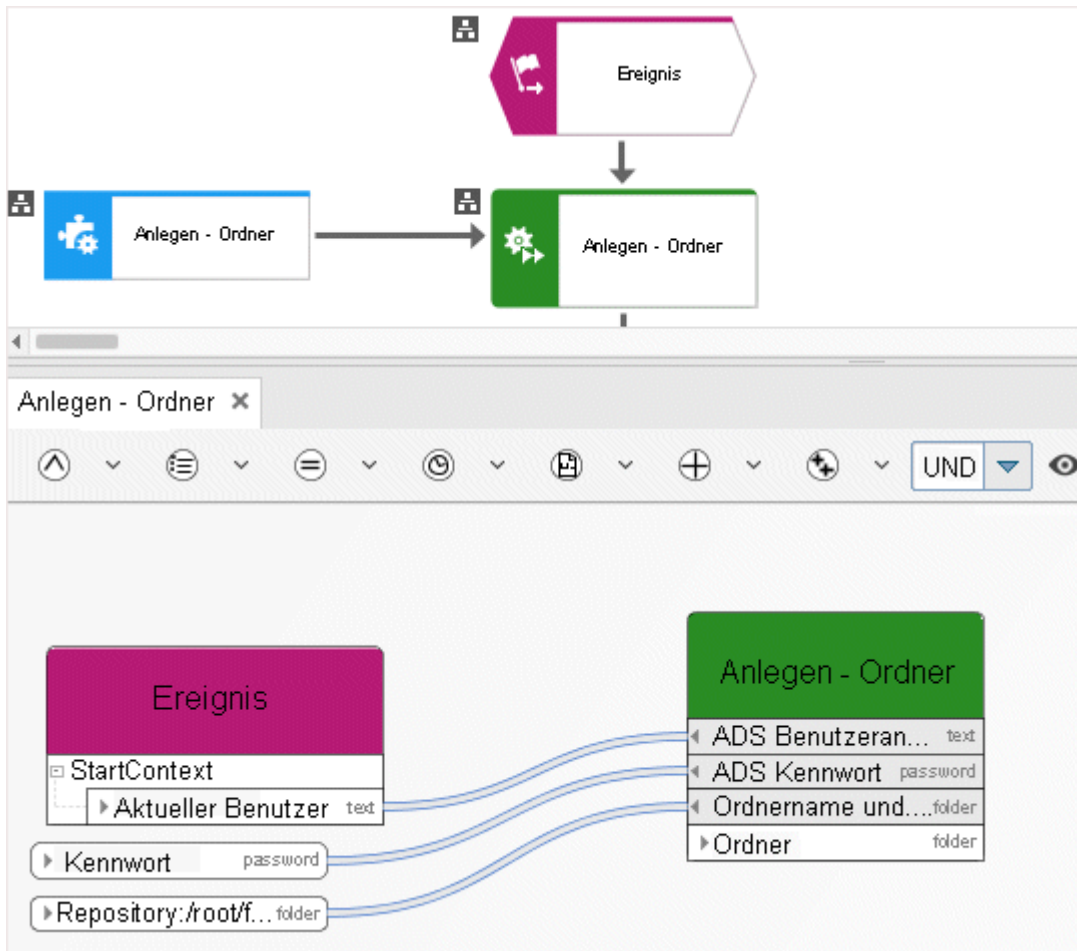 Ereignis
Anlegen - Ordner
Anlegen - Ordner
Anlegen - Ordner
UND
Ereignis
StartContext
Aktueller Benutzer text
Kennwort password
Repository:/root/f... folder
Anlegen - Ordner
ADS Benutzeran... text
ADS Kennwort password
Ordnername und....folder
Ordner folder